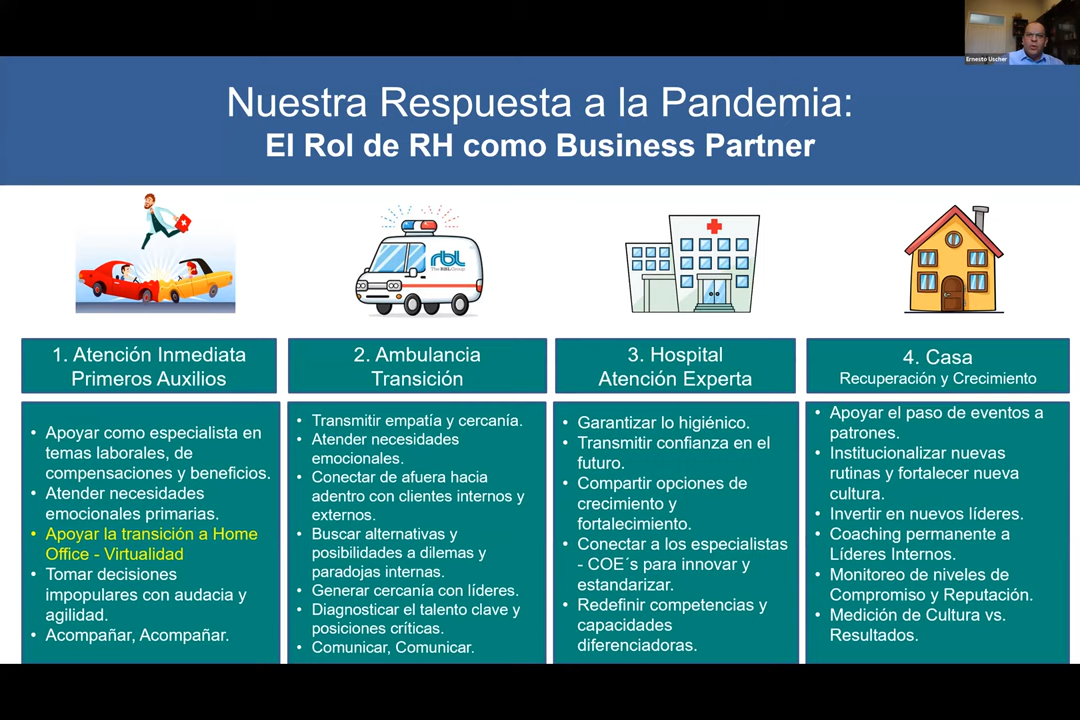 Ernesto Uscher
Nuestra Respuesta a la Pandemia:
El Rol de RH como Business Partner
rbl
The RBL Group
1. Atención Inmediata
Primeros Auxilios
• Apoyar como especialista en
temas laborales, de
compensaciones y beneficios.
• Atender necesidades
emocionales primarias.
• Apoyar la transición a Home
Office - Virtualidad
• Tomar decisiones
impopulares con audacia y
agilidad.
• Acompañar, Acompañar.
2. Ambulancia
Transición
• Transmitir empatía y cercanía.
• Atender necesidades
emocionales.
• Conectar de afuera hacia
adentro con clientes internos y
externos.
• Buscar alternativas y
posibilidades a dilemas y
paradojas internas.
• Generar cercanía con líderes.
• Diagnosticar el talento clave y
posiciones críticas.
• Comunicar, Comunicar.
3. Hospital
Atención Experta
• Garantizar lo higiénico.
• Transmitir confianza en el
futuro.
• Compartir opciones de
crecimiento y
fortalecimiento.
• Conectar a los especialistas
- COE´s para innovar y
estandarizar.
• Redefinir competencias y
capacidades
diferenciadoras.
4. Casa
Recuperación y Crecimiento
• Apoyar el paso de eventos a
patrones.
• Institucionalizar nuevas
rutinas y fortalecer nueva
cultura.
• Invertir en nuevos líderes.
• Coaching permanente a
Líderes Internos.
• Monitoreo de niveles de
Compromiso y Reputación.
• Medición de Cultura vs.
Resultados.